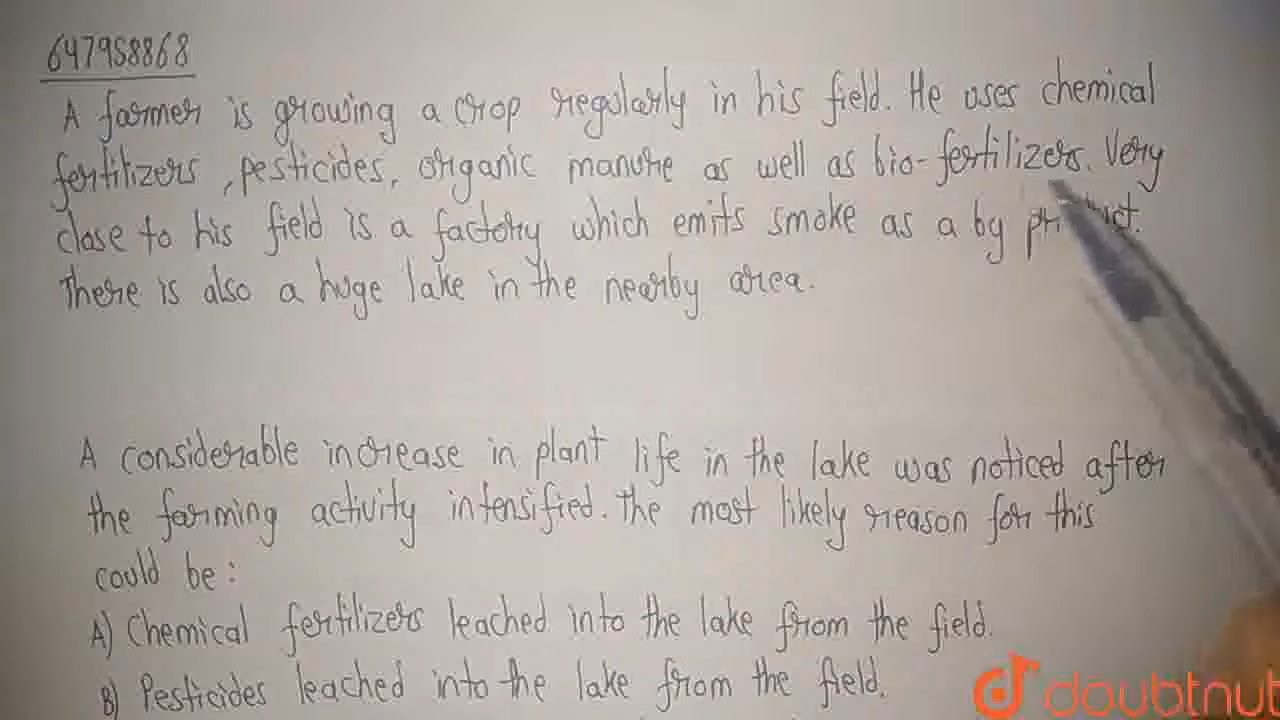 647958868
A farmer is growing a crop regularly in his field. He uses chemical
fertilizers, pesticides, organic manure as well as bio-fertilizers. Very
close to his field is a factory which emits smoke as a by product.
There is also a huge lake in the nearby area.
A considerable increase in plant life in the lake was noticed after
the farming activity intensified. The most likely reason for this
could be:
A) Chemical fertilizers leached into the lake from the field.
B) Pesticides leached into the lake from the field.
doubtnut